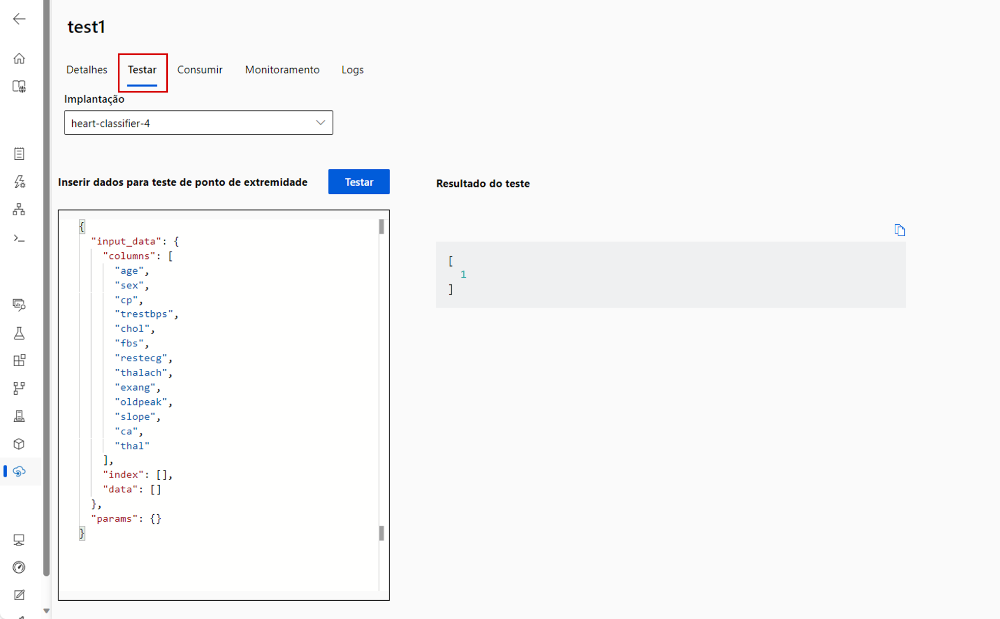 test1
Detalhes Testar Consumir Monitoramento Logs
Implantação
heart-classifier-4
Inserir dados para teste de ponto de extremidade Testar
{
"input_data": {
"columns": [
"age",
"sex",
"cp",
"trestbps",
"chol",
"fbs",
"restecg",
"thalach",
"exang",
"oldpeak",
"slope",
"ca",
"thal"
],
"index": [],
"data": []
},
"params": {}
}
Resultado do teste
[
1
]